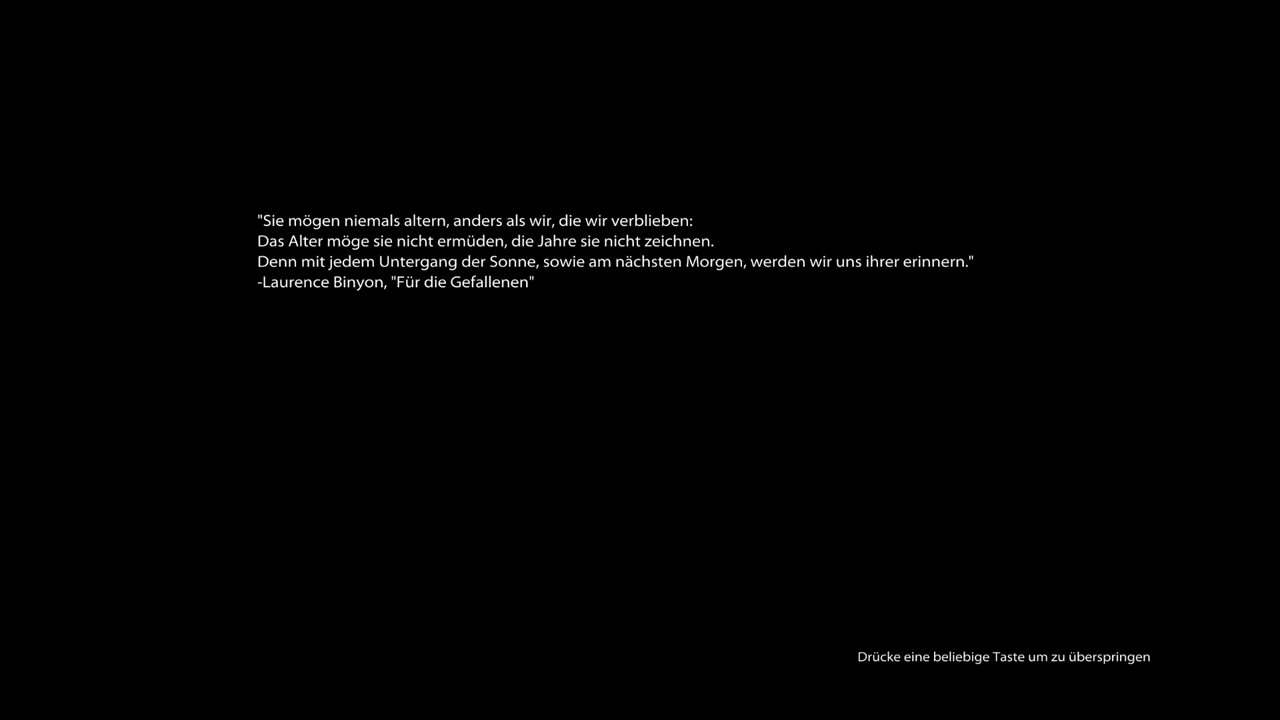 "Sie mögen niemals altern, anders als wir, die wir verblieben:
Das Alter möge sie nicht ermüden, die Jahre sie nicht zeichnen.
Denn mit jedem Untergang der Sonne, sowie am nächsten Morgen, werden wir uns ihrer erinnern."
-Laurence Binyon, "Für die Gefallenen"
Drücke eine beliebige Taste um zu überspringen